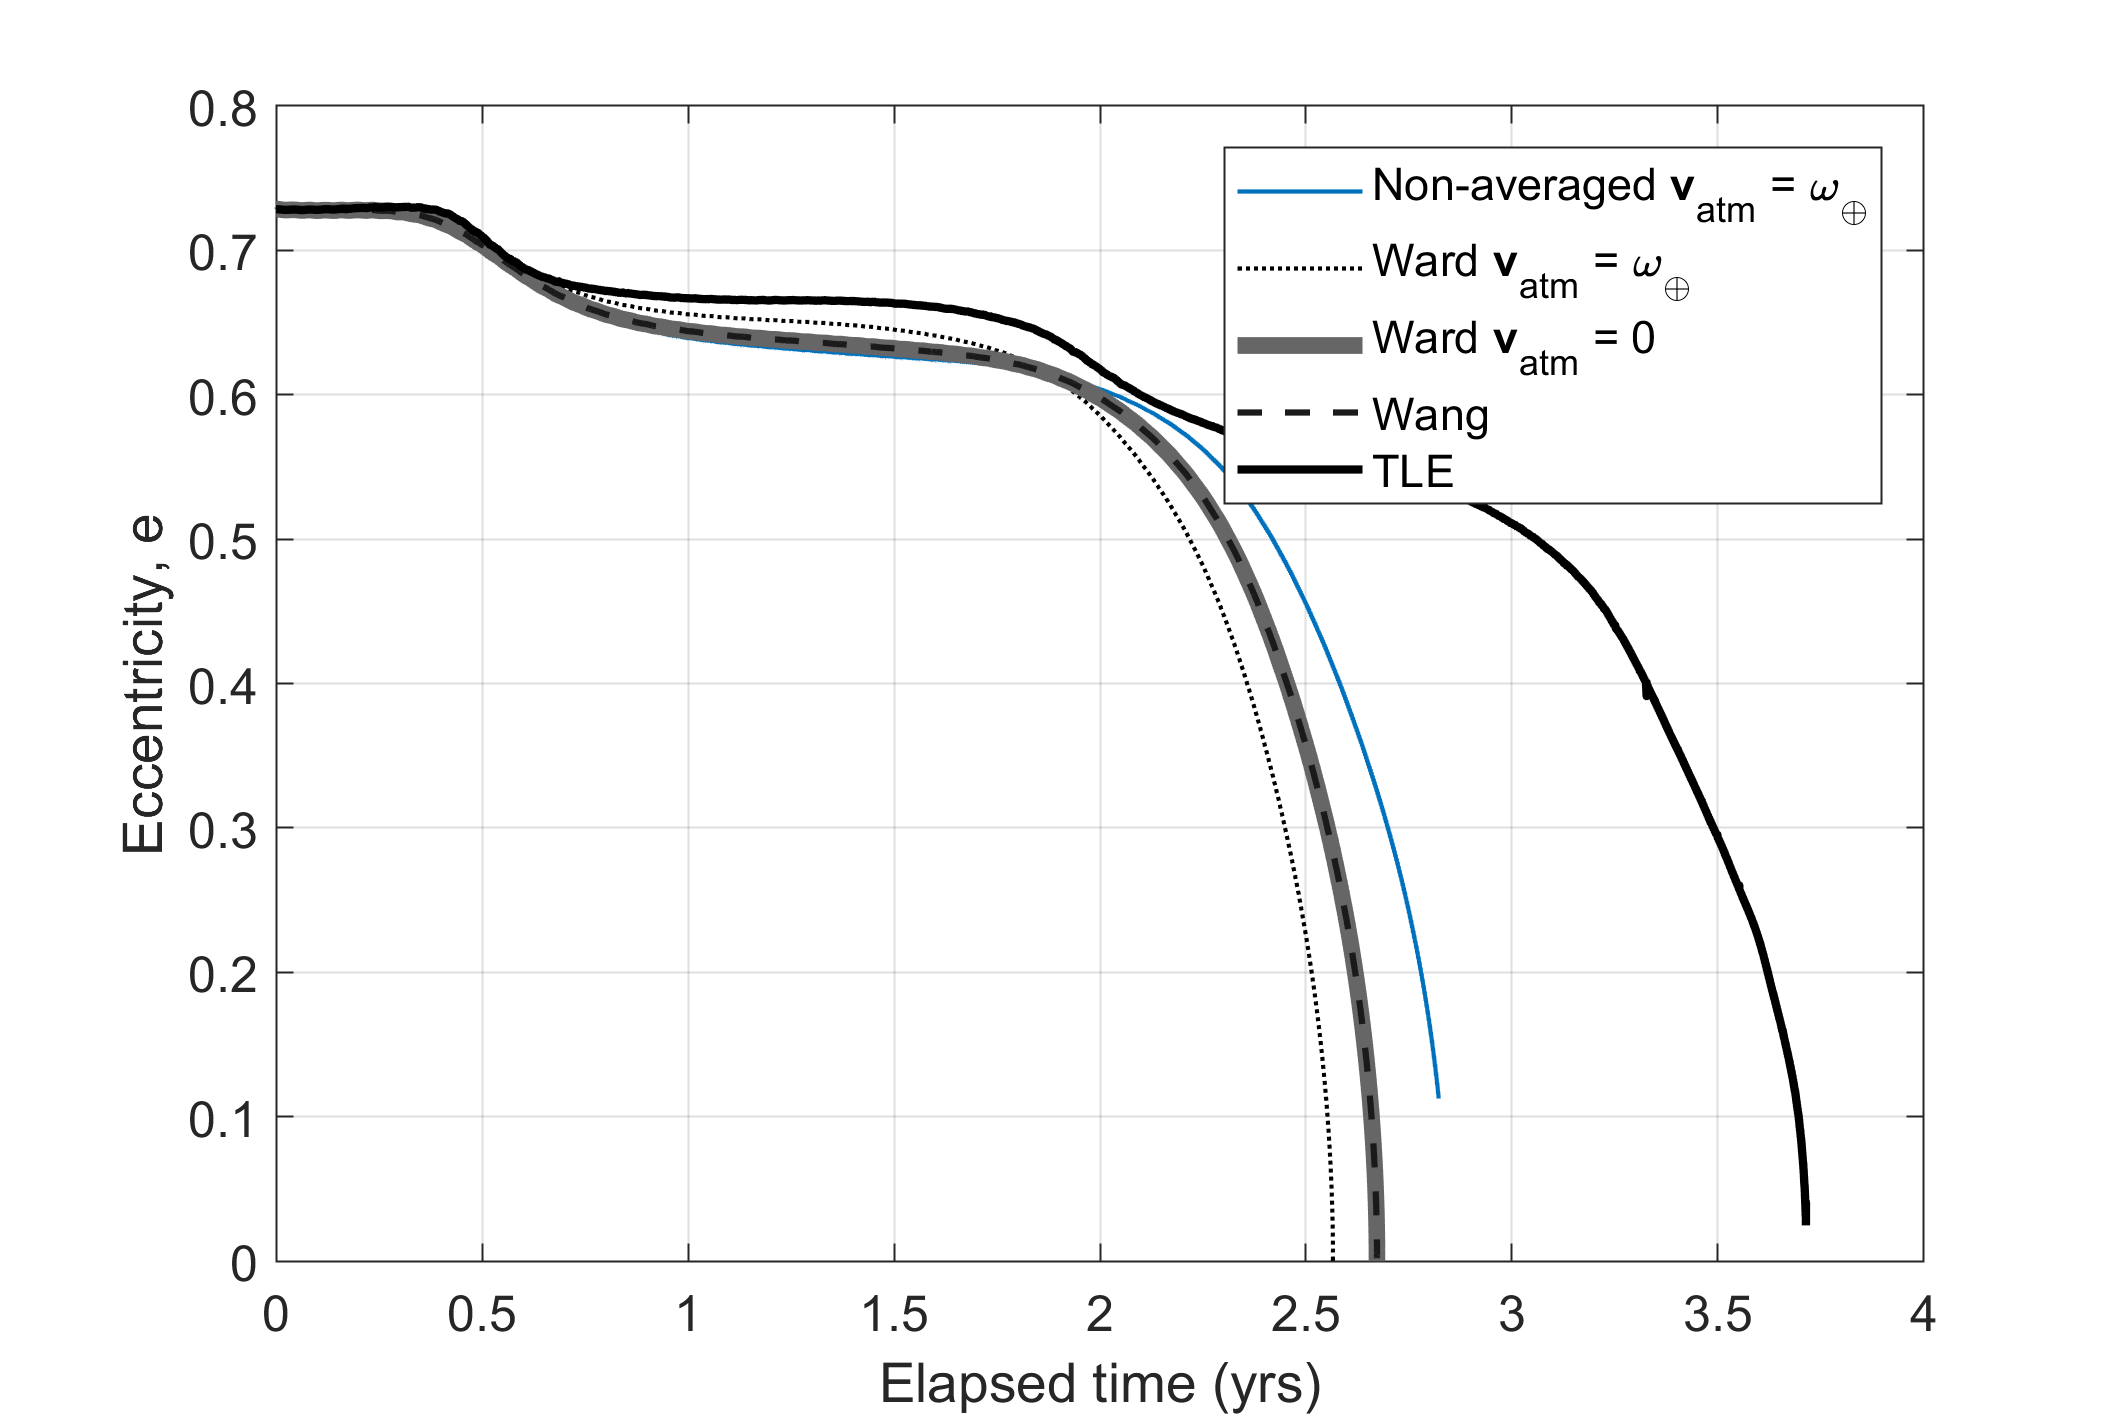 0.8
0.7
0.6
0.5
0.4
0.3
0.2
0.1
0
Eccentricity, e
Non-averaged v_atm = ω_⊕
Ward v_atm = ω_⊕
Ward v_atm = 0
Wang
TLE
0 0.5 1 1.5 2 2.5 3 3.5 4
Elapsed time (yrs)